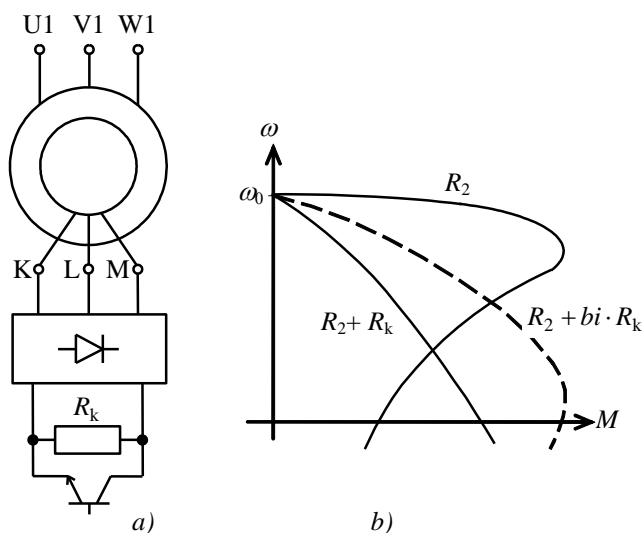 U1 V1 W1
K L M
R_k
a)
ω
ω_0
R_2
R_2 + R_k
R_2 + bi · R_k
M
b)